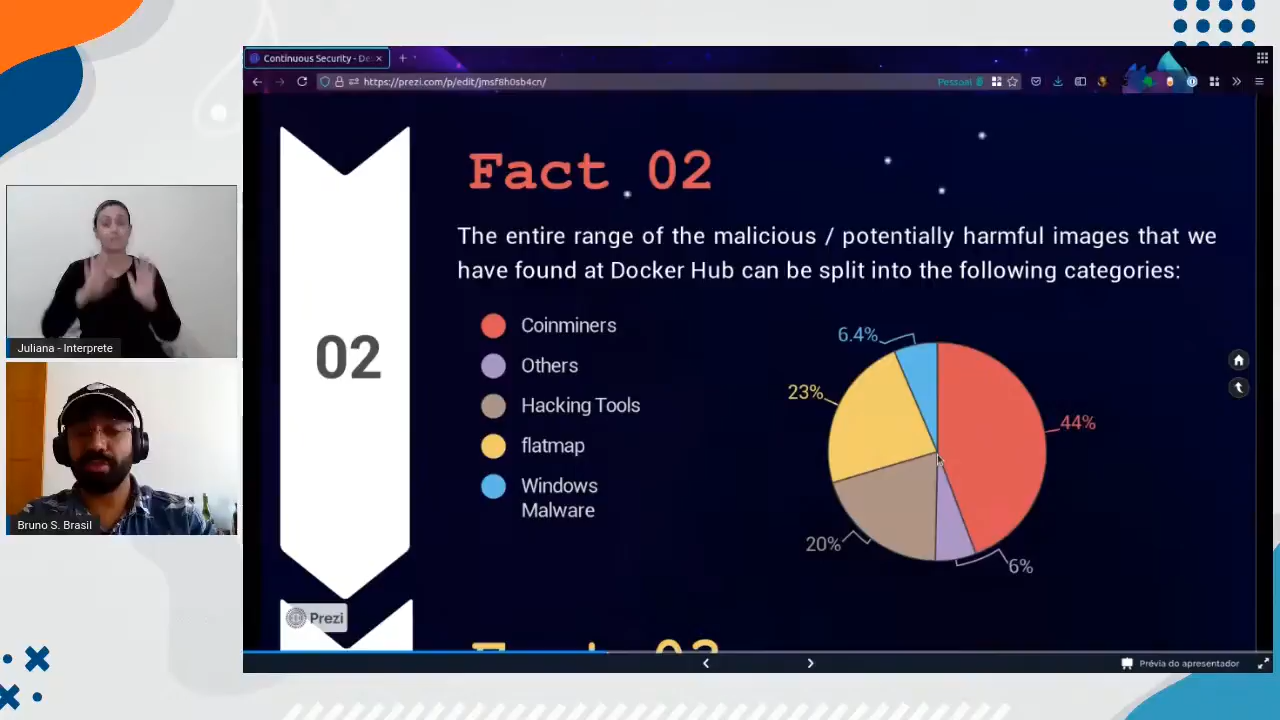 Continuous Security - De
https://prezi.com/p/edit/jmsf8h0sb4cn/
Pessoal
Fact 02
The entire range of the malicious / potentially harmful images that we
have found at Docker Hub can be split into the following categories:
02
Coinminers
Others
Hacking Tools
flatmap
Windows
Malware
6.4%
23%
44%
20%
6%
Juliana - Interprete
Bruno S. Brasil
Prezi
Fact 03
Prévia do apresentador